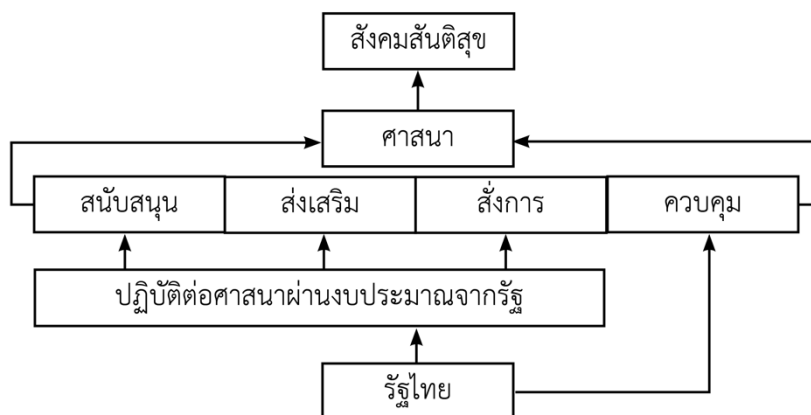 สังคมสันติสุข
ศาสนา
สนับสนุน
ส่งเสริม
สั่งการ
ควบคุม
ปฏิบัติต่อศาสนาผ่านงบประมาณจากรัฐ
รัฐไทย